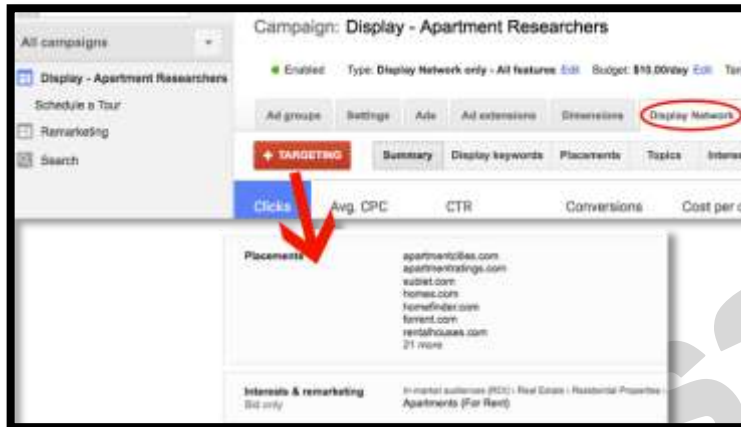 All campaigns
Display - Apartment Researchers
Schedule a Tour
Remarketing
Search
Campaign: Display - Apartment Researchers
Enabled Type: Display Network only - All features Edit Budget: $10.00/day Edit Tar
Ad groups Settings Ads Ad extensions Dimensions Display Network
+ TARGETING Summary Display keywords Placements Topics Interes
Clicks Avg. CPC CTR Conversions Cost per c
Placements
apartmentcities.com
apartmentratings.com
sublet.com
homes.com
homefinder.com
forrent.com
rentalhouses.com
21 more
Interests & remarketing
Bid only
In-market audiences (ROI) › Real Estate › Residential Properties ›
Apartments (For Rent)